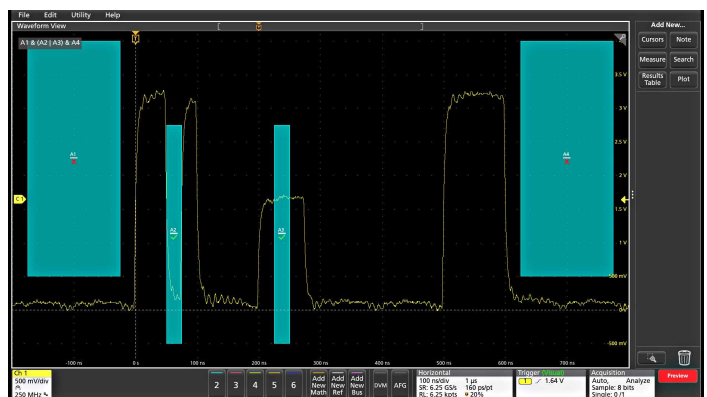 File Edit Utility Help
Waveform View
Add New...
A1 & (A2 | A3) & A4
Cursors Note
Measure Search
Results Table Plot
3.5 V
3 V
2.5 V
2 V
1.5 V
1 V
500 mV
0 V
-500 mV
A1
A2
A3
A4
C1
T
-100 ns 0 s 100 ns 200 ns 300 ns 400 ns 500 ns 600 ns 700 ns
Ch 1
500 mV/div
250 MHz
2 3 4 5 6
Add New Math
Add New Ref
Add New Bus
DVM AFG
Horizontal
100 ns/div 1 µs
SR: 6.25 GS/s 160 ps/pt
RL: 6.25 kpts 20%
Trigger (Visual)
1 1.64 V
Acquisition
Auto, Analyze
Sample: 8 bits
Single: 0/1
Preview